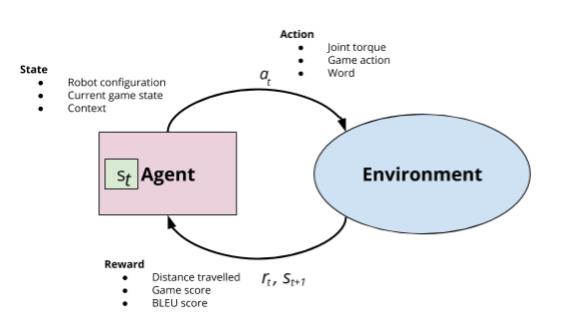 Action
● Joint torque
● Game action
● Word
a_t
State
● Robot configuration
● Current game state
● Context
s_t Agent
Environment
Reward
● Distance travelled
● Game score
● BLEU score
r_t, s_{t+1}